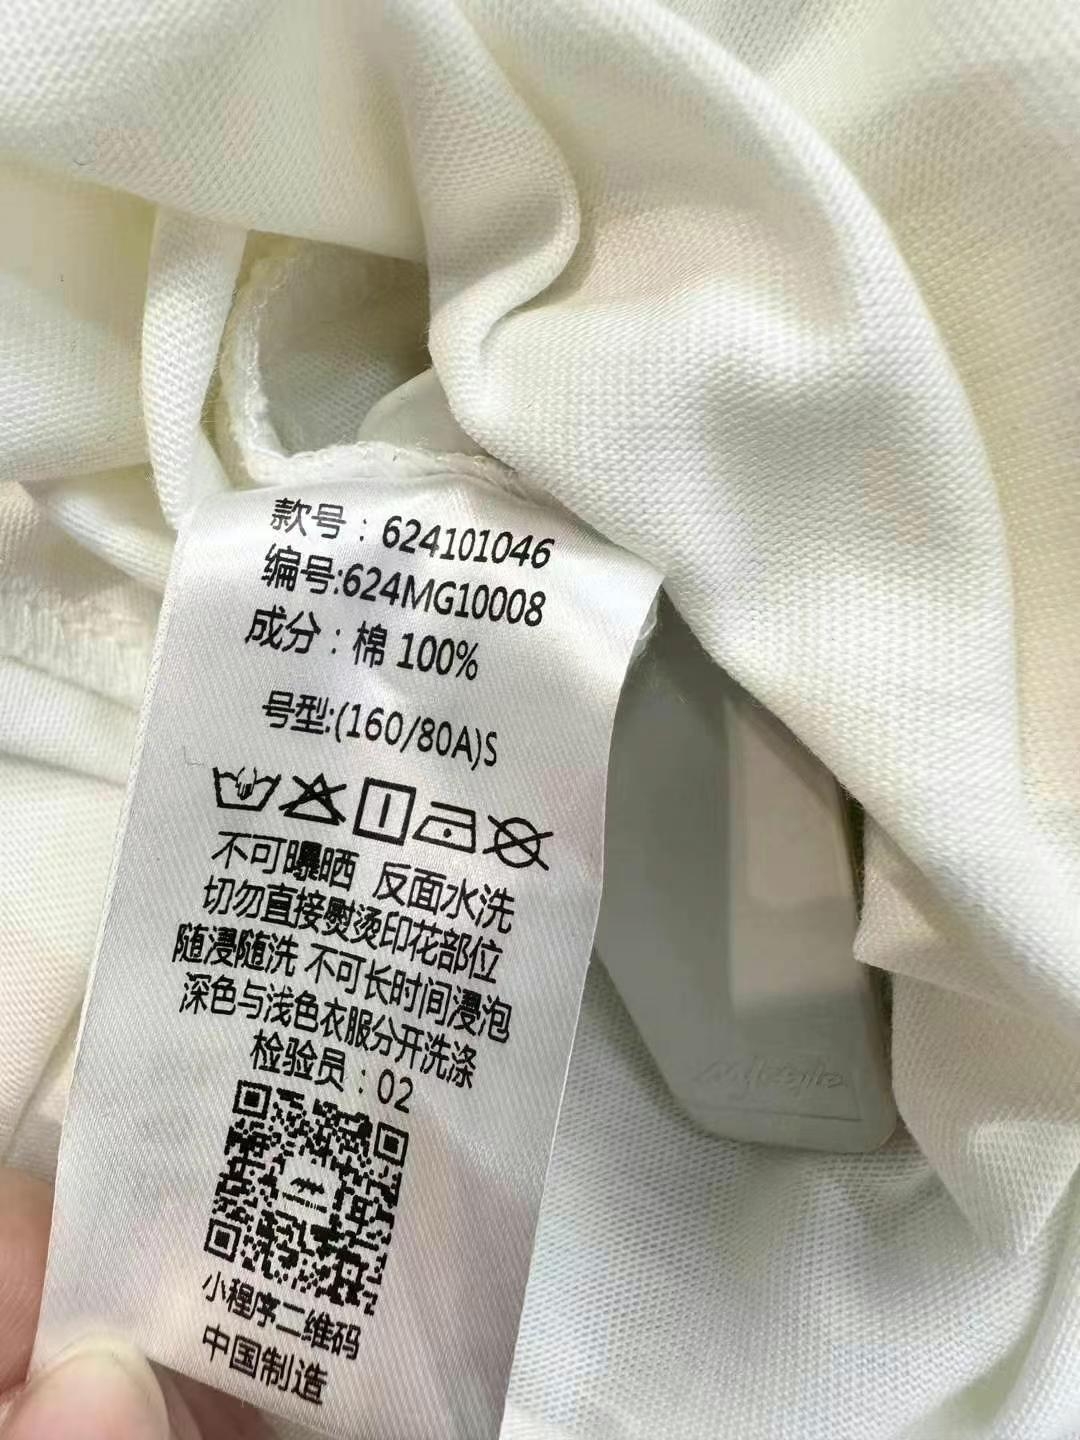 款号：624101046
编号:624MG10008
成分：棉 100%
号型:(160/80A)S
不可曝晒 反面水洗
切勿直接熨烫印花部位
随浸随洗 不可长时间浸泡
深色与浅色衣服分开洗涤
检验员：02
小程序二维码
中国制造